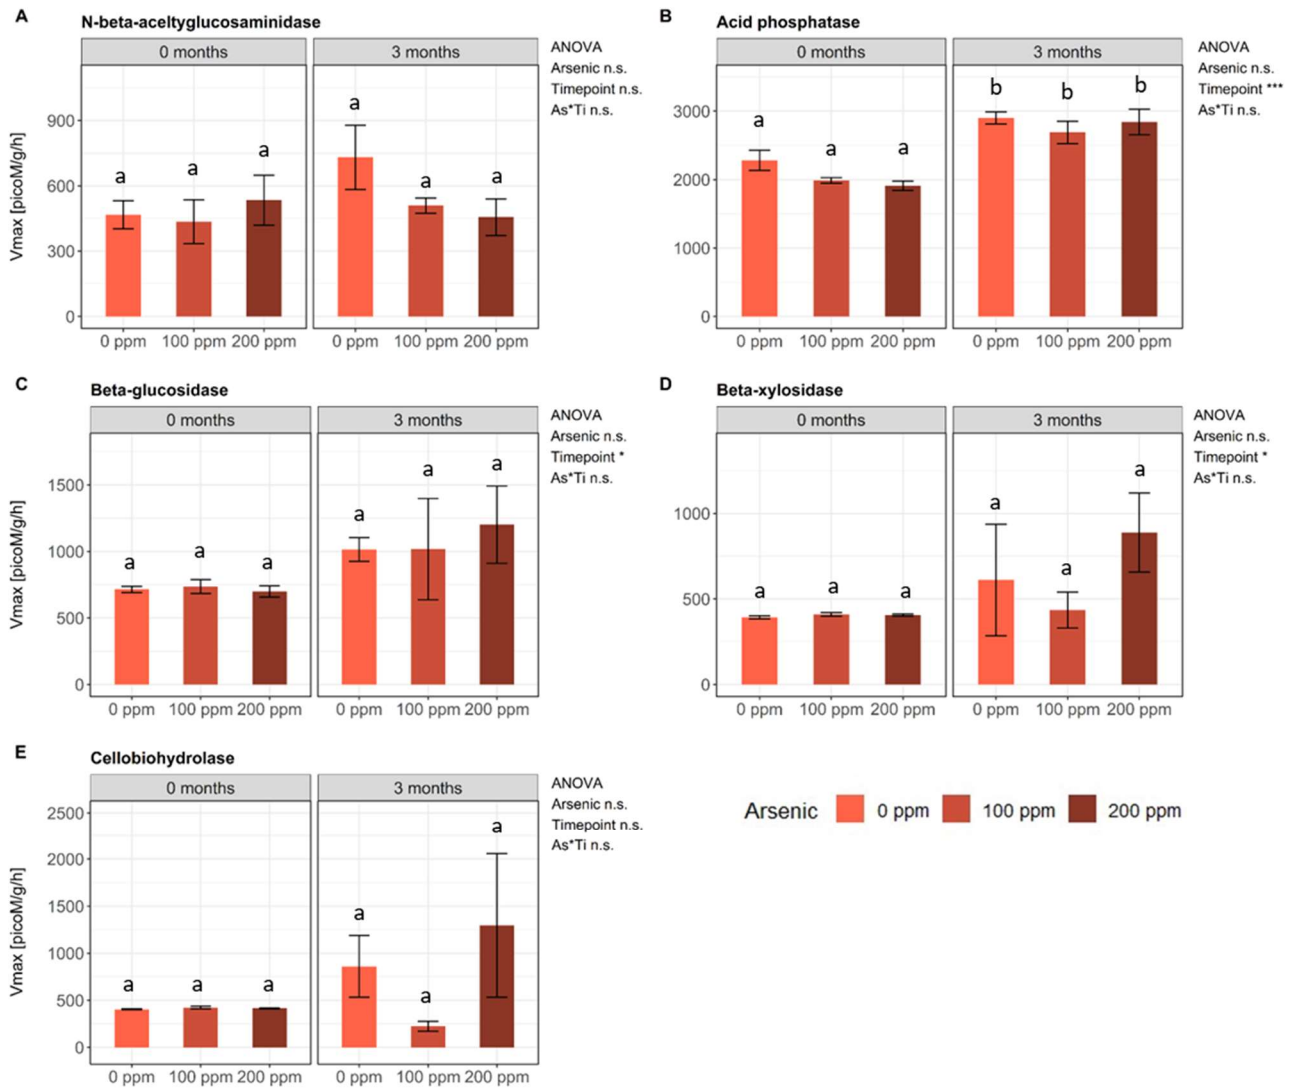 A
N-beta-aceltyglucosaminidase
0 months
3 months
ANOVA
Arsenic n.s.
Timepoint n.s.
As*Ti n.s.
Vmax [picoM/g/h]
900
600
300
0
a
a
a
a
a
a
0 ppm
100 ppm
200 ppm
0 ppm
100 ppm
200 ppm
B
Acid phosphatase
0 months
3 months
ANOVA
Arsenic n.s.
Timepoint ***
As*Ti n.s.
3000
2000
1000
0
a
a
a
b
b
b
0 ppm
100 ppm
200 ppm
0 ppm
100 ppm
200 ppm
C
Beta-glucosidase
0 months
3 months
ANOVA
Arsenic n.s.
Timepoint *
As*Ti n.s.
Vmax [picoM/g/h]
1500
1000
500
0
a
a
a
a
a
a
0 ppm
100 ppm
200 ppm
0 ppm
100 ppm
200 ppm
D
Beta-xylosidase
0 months
3 months
ANOVA
Arsenic n.s.
Timepoint *
As*Ti n.s.
1000
500
0
a
a
a
a
a
a
0 ppm
100 ppm
200 ppm
0 ppm
100 ppm
200 ppm
E
Cellobiohydrolase
0 months
3 months
ANOVA
Arsenic n.s.
Timepoint n.s.
As*Ti n.s.
Vmax [picoM/g/h]
2500
2000
1500
1000
500
0
a
a
a
a
a
a
0 ppm
100 ppm
200 ppm
0 ppm
100 ppm
200 ppm
Arsenic 0 ppm 100 ppm 200 ppm